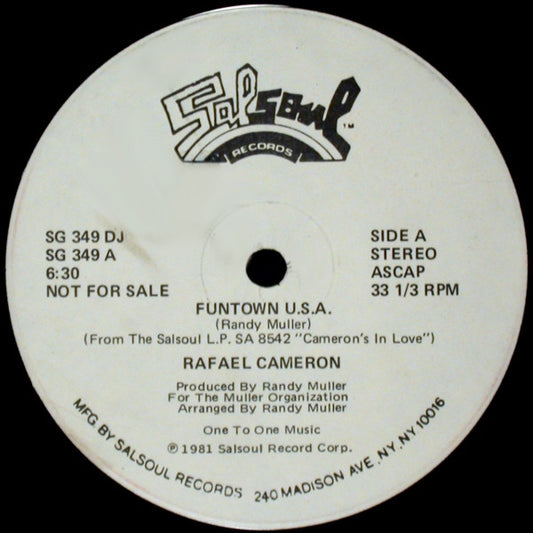 Salsoul
RECORDS
TM
SG 349 DJ
SG 349 A
6:30
NOT FOR SALE
SIDE A
STEREO
ASCAP
33 1/3 RPM
FUNTOWN U.S.A.
(Randy Muller)
(From The Salsoul L.P. SA 8542 "Cameron's In Love")
RAFAEL CAMERON
Produced By Randy Muller
For The Muller Organization
Arranged By Randy Muller
One To One Music
℗ 1981 Salsoul Record Corp.
MFG. BY SALSOUL RECORDS 240 MADISON AVE, NY, NY 10016